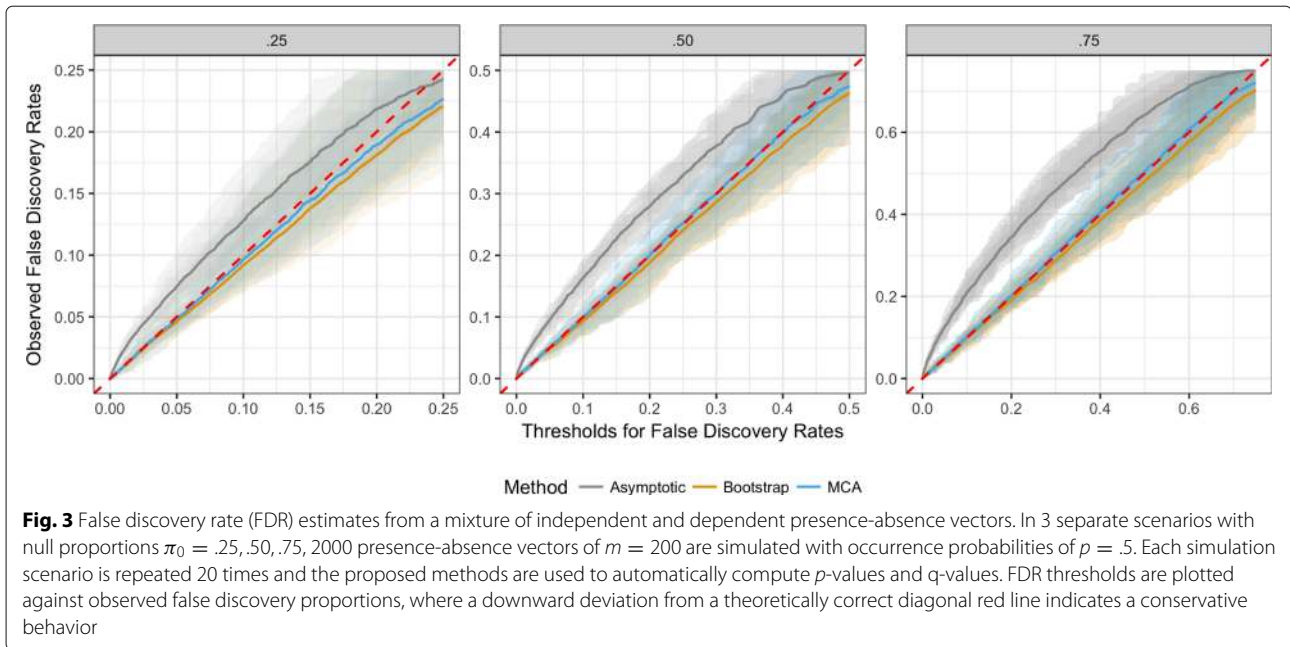 .25
.50
.75
Observed False Discovery Rates
0.25
0.20
0.15
0.10
0.05
0.00
0.5
0.4
0.3
0.2
0.1
0.0
0.6
0.4
0.2
0.0
0.00 0.05 0.10 0.15 0.20 0.25
0.0 0.1 0.2 0.3 0.4 0.5
0.0 0.2 0.4 0.6
Thresholds for False Discovery Rates
Method Asymptotic Bootstrap MCA
Fig. 3 False discovery rate (FDR) estimates from a mixture of independent and dependent presence-absence vectors. In 3 separate scenarios with
null proportions π₀ = .25, .50, .75, 2000 presence-absence vectors of m = 200 are simulated with occurrence probabilities of p = .5. Each simulation
scenario is repeated 20 times and the proposed methods are used to automatically compute p-values and q-values. FDR thresholds are plotted
against observed false discovery proportions, where a downward deviation from a theoretically correct diagonal red line indicates a conservative
behavior